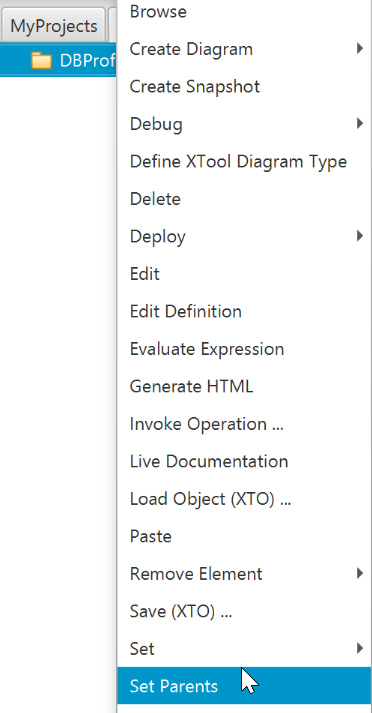 MyProjects
Browse
Create Diagram
DBProf
Create Snapshot
Debug
Define XTool Diagram Type
Delete
Deploy
Edit
Edit Definition
Evaluate Expression
Generate HTML
Invoke Operation ...
Live Documentation
Load Object (XTO) ...
Paste
Remove Element
Save (XTO) ...
Set
Set Parents